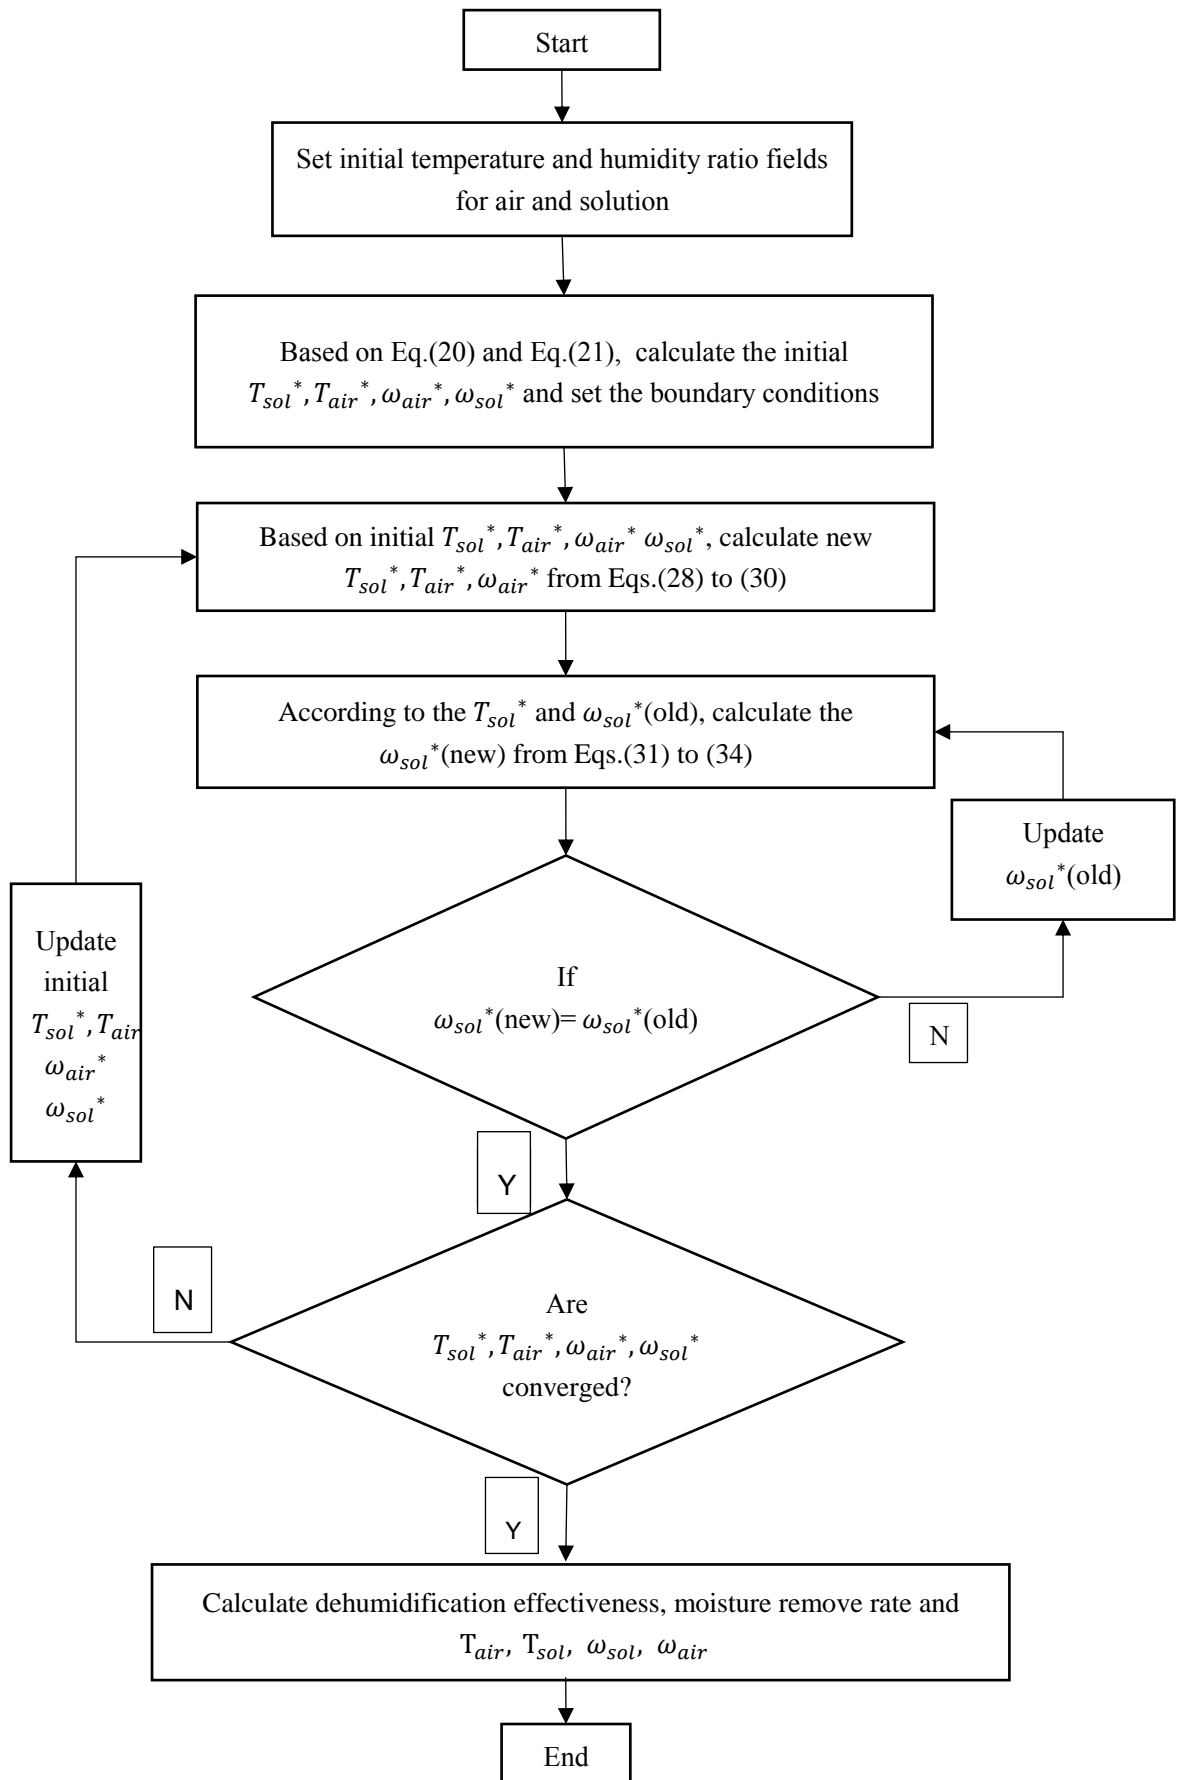 Start
Set initial temperature and humidity ratio fields
for air and solution
Based on Eq.(20) and Eq.(21), calculate the initial
T_sol*, T_air*, ω_air*, ω_sol* and set the boundary conditions
Based on initial T_sol*, T_air*, ω_air* ω_sol*, calculate new
T_sol*, T_air*, ω_air* from Eqs.(28) to (30)
According to the T_sol* and ω_sol*(old), calculate the
ω_sol*(new) from Eqs.(31) to (34)
Update
ω_sol*(old)
Update
initial
T_sol*, T_air
ω_air*
ω_sol*
If
ω_sol*(new)= ω_sol*(old)
N
Y
N
Are
T_sol*, T_air*, ω_air*, ω_sol*
converged?
Y
Calculate dehumidification effectiveness, moisture remove rate and
T_air, T_sol, ω_sol, ω_air
End